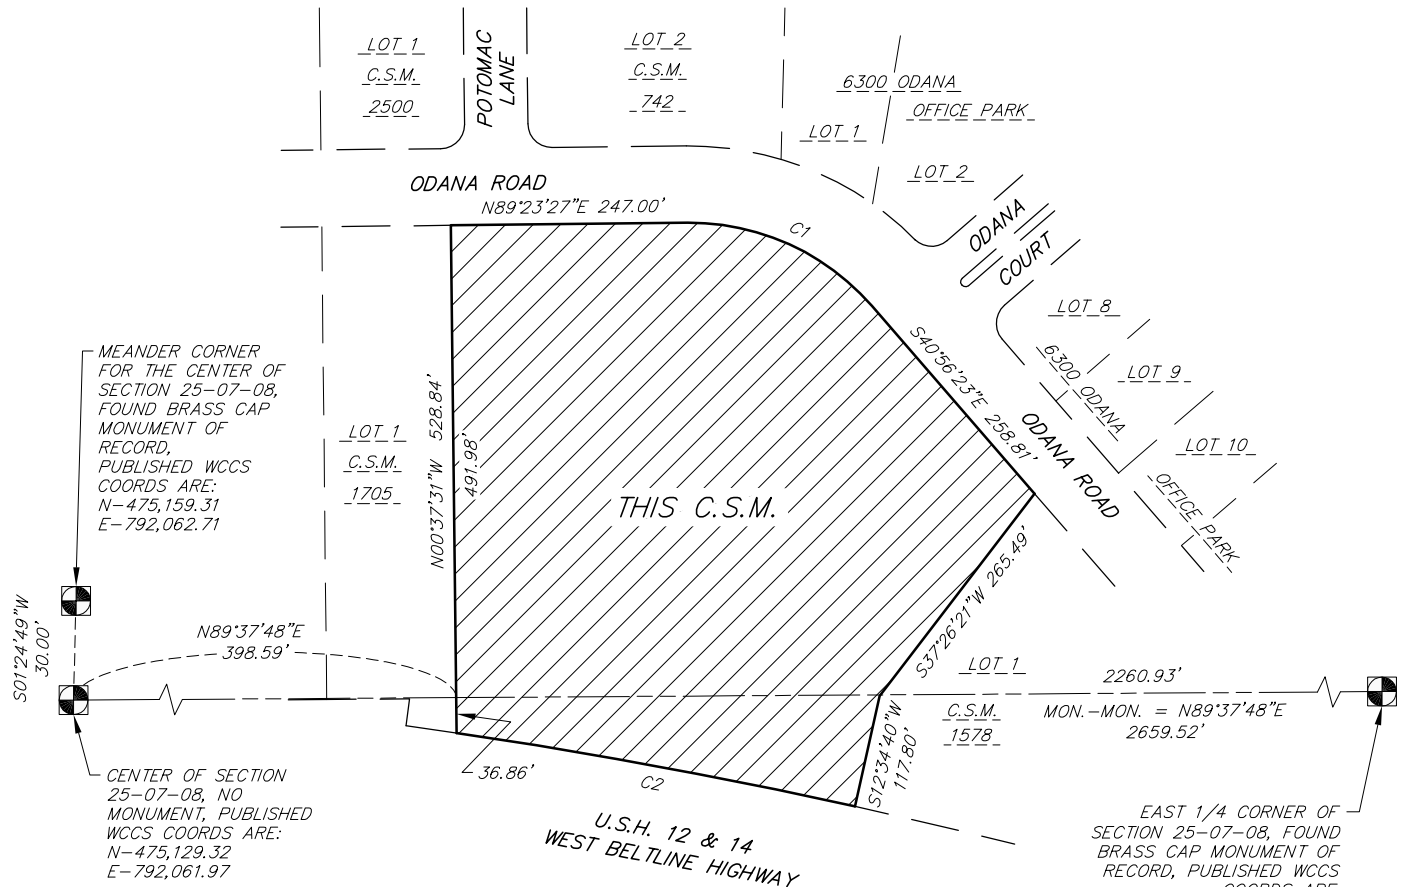 LOT 1
C.S.M.
2500
POTOMAC
LANE
LOT 2
C.S.M.
742
6300 ODANA
OFFICE PARK
LOT 1
LOT 2
ODANA ROAD
N89°23'27"E 247.00'
C1
ODANA
COURT
LOT 8
6300 ODANA
LOT 9
LOT 10
OFFICE PARK
S40°56'23"E 258.81'
ODANA ROAD
MEANDER CORNER
FOR THE CENTER OF
SECTION 25-07-08,
FOUND BRASS CAP
MONUMENT OF
RECORD,
PUBLISHED WCCS
COORDS ARE:
N-475,159.31
E-792,062.71
LOT 1
C.S.M.
1705
N00°37'31"W 528.84'
491.98'
THIS C.S.M.
S37°26'21"W 265.49'
S01°24'49"W
30.00'
N89°37'48"E
398.59'
LOT 1
C.S.M.
1578
2260.93'
MON.-MON. = N89°37'48"E
2659.52'
S12°34'40"W
117.80'
36.86'
C2
CENTER OF SECTION
25-07-08, NO
MONUMENT, PUBLISHED
WCCS COORDS ARE:
N-475,129.32
E-792,061.97
U.S.H. 12 & 14
WEST BELTLINE HIGHWAY
EAST 1/4 CORNER OF
SECTION 25-07-08, FOUND
BRASS CAP MONUMENT OF
RECORD, PUBLISHED WCCS